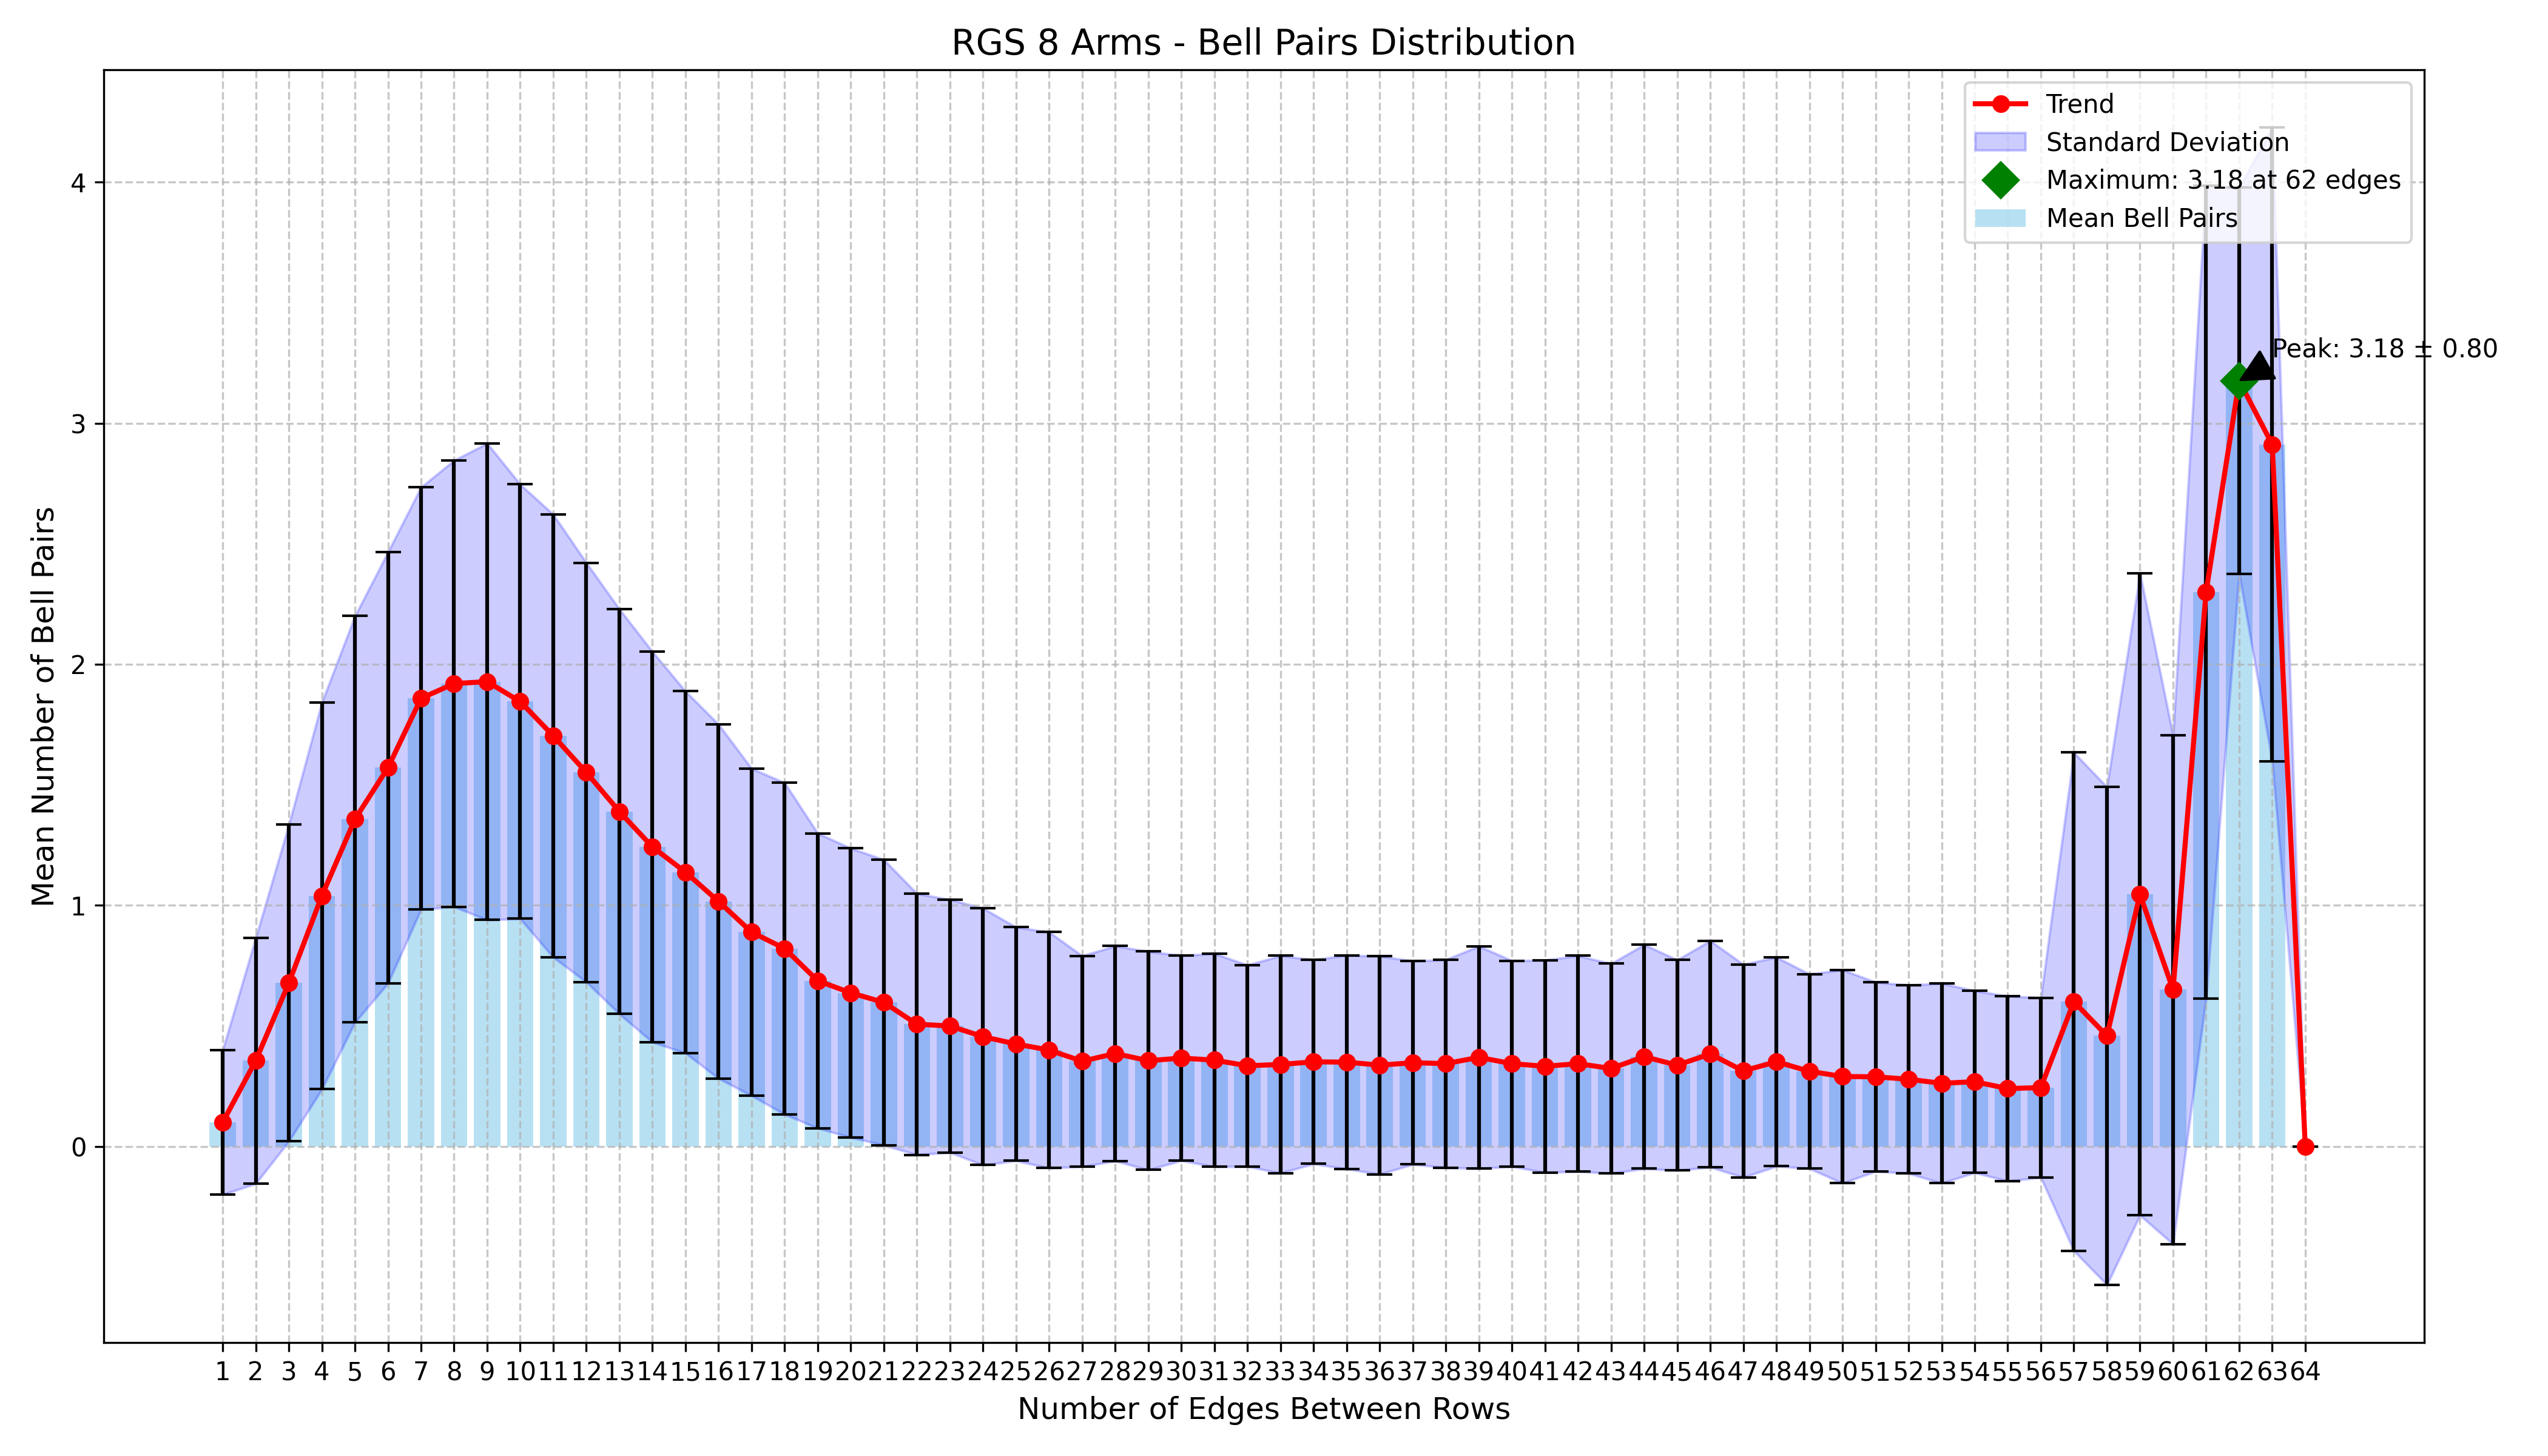 RGS 8 Arms - Bell Pairs Distribution
Trend
Standard Deviation
Maximum: 3.18 at 62 edges
Mean Bell Pairs
Peak: 3.18 ± 0.80
Mean Number of Bell Pairs
4
3
2
1
0
1 2 3 4 5 6 7 8 9 10 11 12 13 14 15 16 17 18 19 20 21 22 23 24 25 26 27 28 29 30 31 32 33 34 35 36 37 38 39 40 41 42 43 44 45 46 47 48 49 50 51 52 53 54 55 56 57 58 59 60 61 62 63 64
Number of Edges Between Rows